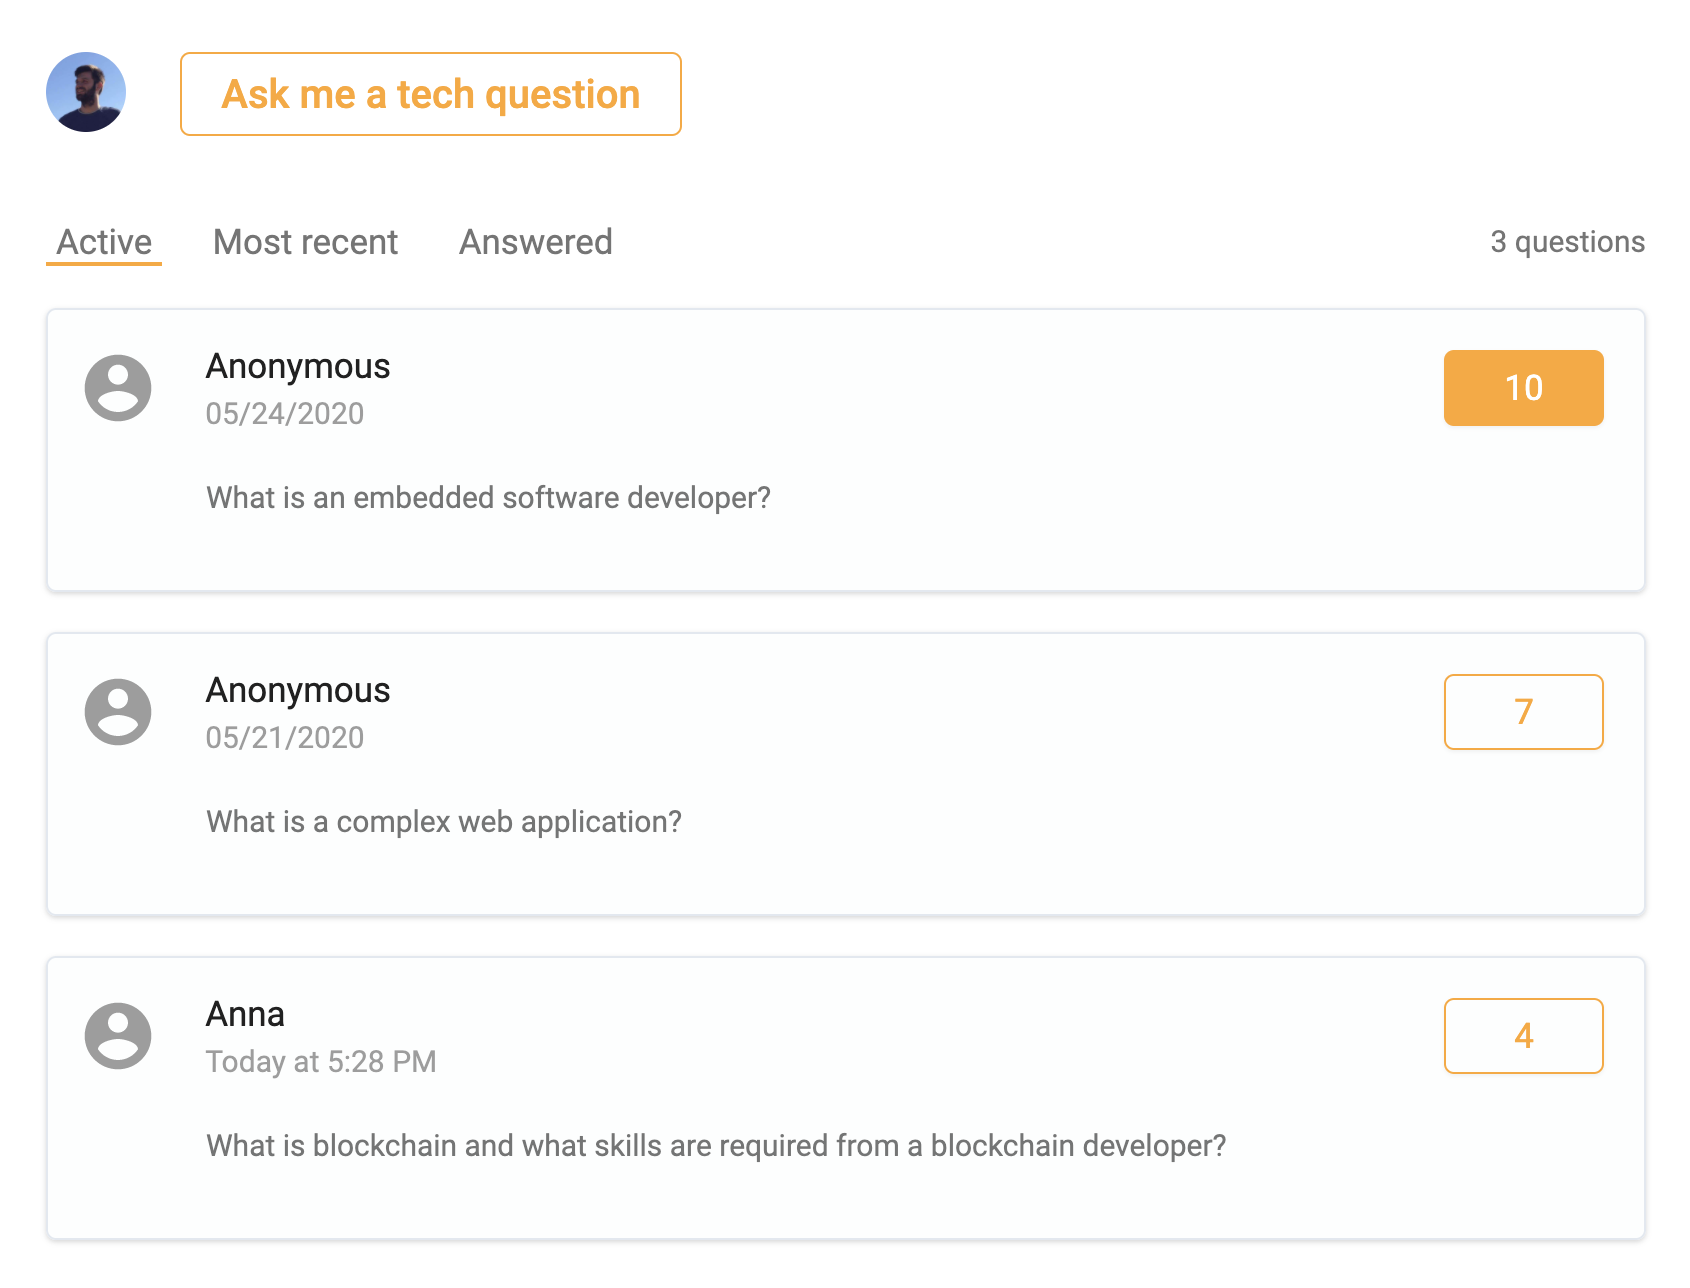 Ask me a tech question
Active Most recent Answered 3 questions
Anonymous
10
05/24/2020
What is an embedded software developer?
Anonymous
7
05/21/2020
What is a complex web application?
Anna
4
Today at 5:28 PM
What is blockchain and what skills are required from a blockchain developer?